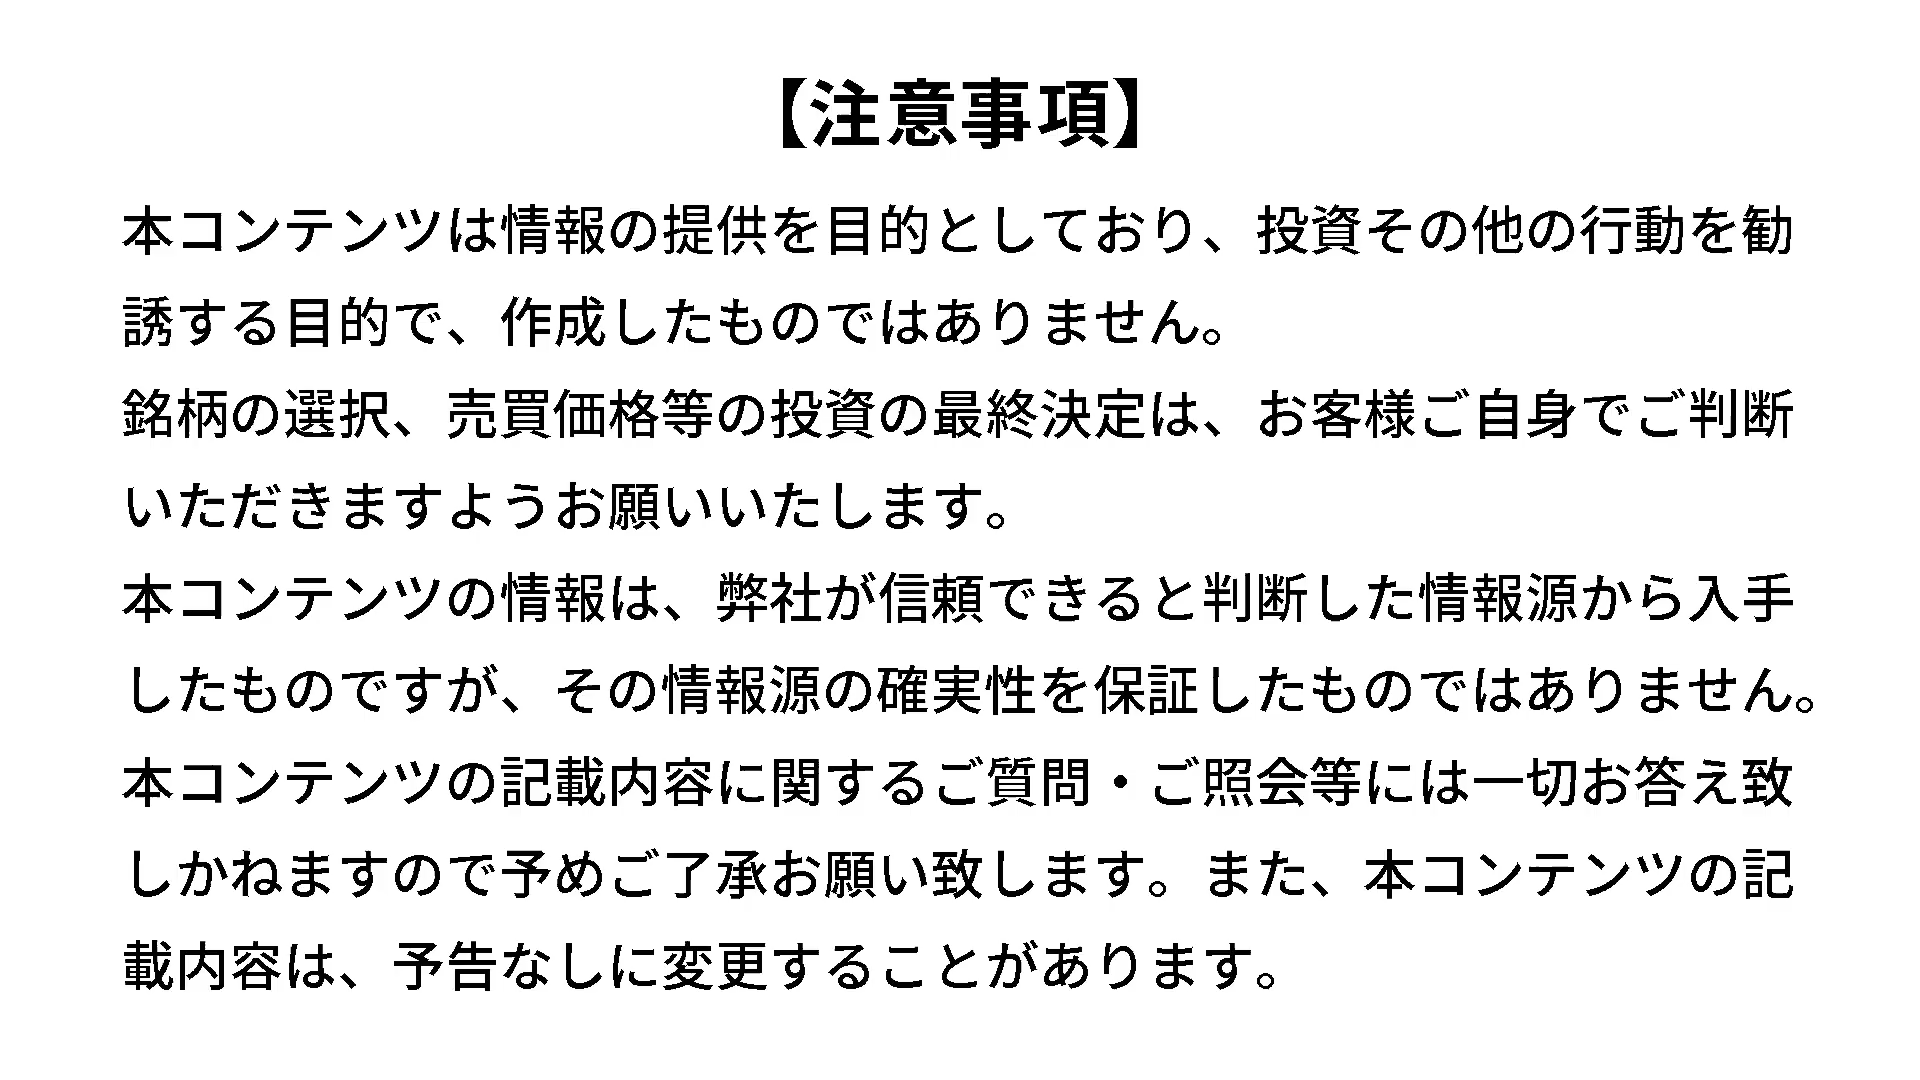 【注意事項】
本コンテンツは情報の提供を目的としており、投資その他の行動を勧
誘する目的で、作成したものではありません。
銘柄の選択、売買価格等の投資の最終決定は、お客様ご自身でご判断
いただきますようお願いいたします。
本コンテンツの情報は、弊社が信頼できると判断した情報源から入手
したものですが、その情報源の確実性を保証したものではありません。
本コンテンツの記載内容に関するご質問・ご照会等には一切お答え致
しかねますので予めご了承お願い致します。また、本コンテンツの記
載内容は、予告なしに変更することがあります。